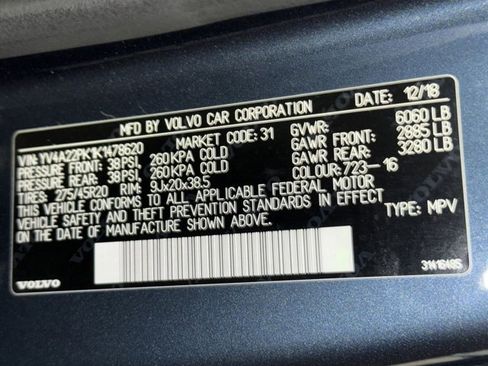 MFD. BY VOLVO CAR CORPORATION DATE: 12/18
VIN: YV4A22PK1K1478620 MARKET CODE: 31 GVWR: 6060 LB
PRESSURE FRONT: 38 PSI, 260 KPA COLD GAWR FRONT: 2885 LB
PRESSURE REAR: 38 PSI, 260 KPA COLD GAWR REAR: 3280 LB
TIRES: 275/45R20 RIM: 9Jx20x38.5 COLOUR: 723-16
THIS VEHICLE CONFORMS TO ALL APPLICABLE FEDERAL MOTOR
VEHICLE SAFETY AND THEFT PREVENTION STANDARDS IN EFFECT
ON THE DATE OF MANUFACTURE SHOWN ABOVE. TYPE: MPV
VOLVO 31416485